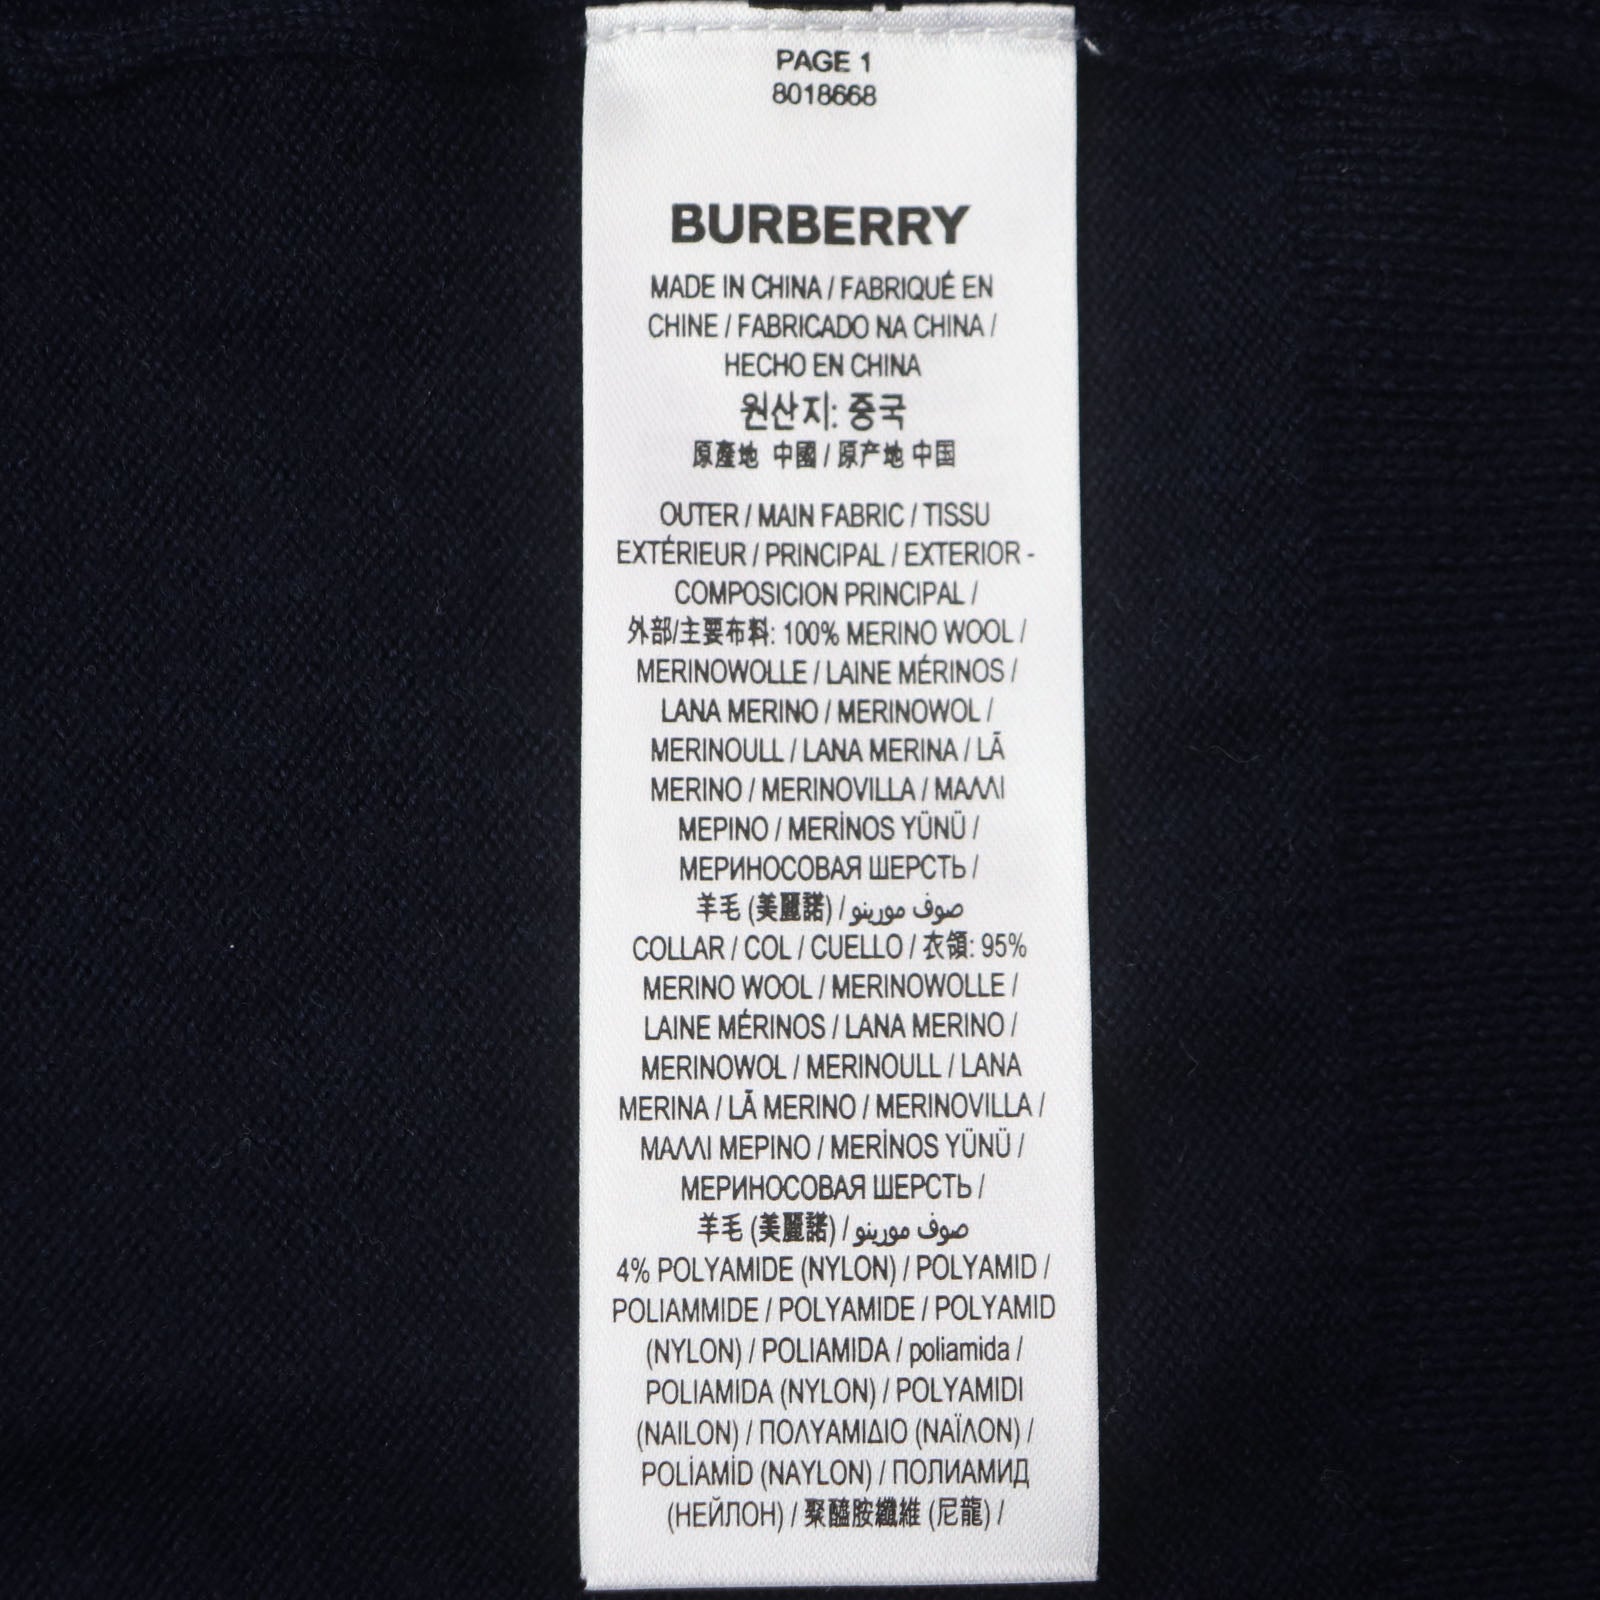 PAGE 1
8018668
BURBERRY
MADE IN CHINA / FABRIQUÉ EN
CHINE / FABRICADO NA CHINA /
HECHO EN CHINA
원산지: 중국
原產地 中國 / 原产地 中国
OUTER / MAIN FABRIC / TISSU
EXTÉRIEUR / PRINCIPAL / EXTERIOR -
COMPOSICION PRINCIPAL /
外部/主要布料: 100% MERINO WOOL /
MERINOWOLLE / LAINE MÉRINOS /
LANA MERINO / MERINOWOL /
MERINOULL / LANA MERINA / LÃ
MERINO / MERINOVILLA / ΜΑΛΛΙ
ΜΕΡΙΝΟ / MERİNOS YÜNÜ /
МЕРИНОСОВАЯ ШЕРСТЬ /
羊毛 (美麗諾) / صوف مورينو
COLLAR / COL / CUELLO / 衣領: 95%
MERINO WOOL / MERINOWOLLE /
LAINE MÉRINOS / LANA MERINO /
MERINOWOL / MERINOULL / LANA
MERINA / LÃ MERINO / MERINOVILLA /
ΜΑΛΛΙ ΜΕΡΙΝΟ / MERİNOS YÜNÜ /
МЕРИНОСОВАЯ ШЕРСТЬ /
羊毛 (美麗諾) / صوف مورينو
4% POLYAMIDE (NYLON) / POLYAMID /
POLIAMMIDE / POLYAMIDE / POLYAMID
(NYLON) / POLIAMIDA / poliamida /
POLIAMIDA (NYLON) / POLYAMIDI
(NAILON) / ΠΟΛΥΑΜΙΔΙΟ (ΝΑΪΛΟΝ) /
POLİAMİD (NAYLON) / ПОЛИАМИД
(НЕЙЛОН) / 聚醯胺纖維 (尼龍) /